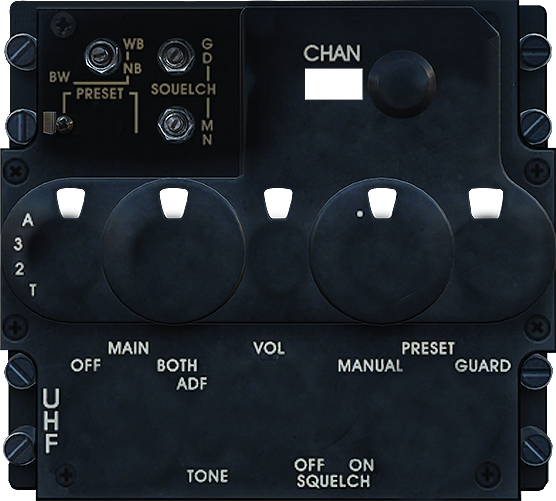 WB
NB
BW
PRESET
G
D
SQUELCH
M
N
CHAN
A
3
2
T
MAIN
VOL
PRESET
OFF
BOTH
MANUAL
GUARD
ADF
UHF
TONE
OFF ON
SQUELCH